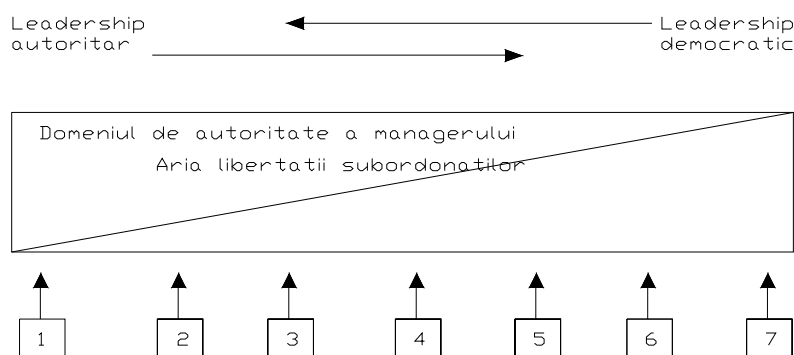 Leadership
autoritar
Leadership
democratic
Domeniul de autoritate a managerului
Aria libertatii subordonatilor
1 2 3 4 5 6 7